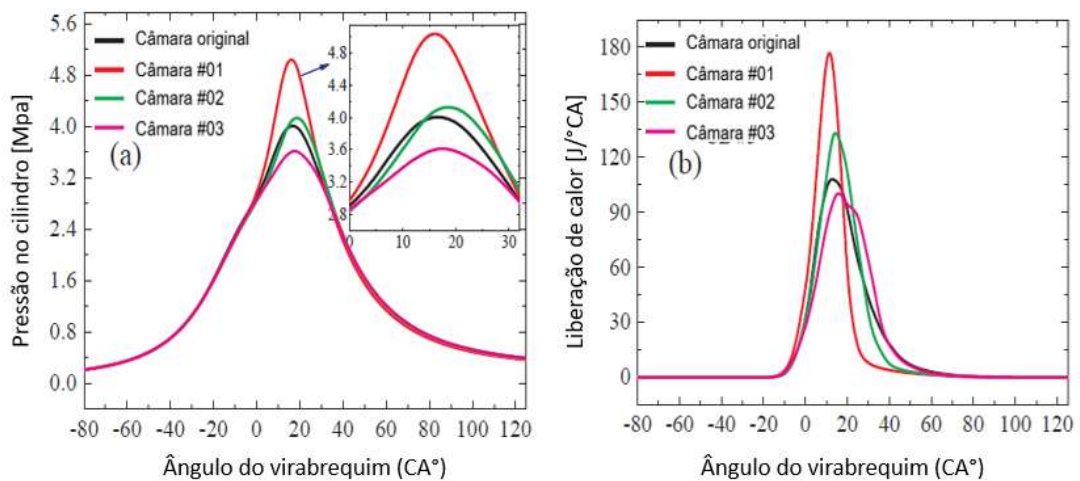 5.6
4.8
4.0
3.2
2.4
1.6
0.8
0.0
Pressão no cilindro [Mpa]
Câmara original
Câmara #01
Câmara #02
Câmara #03
(a)
4.8
4.4
4.0
3.6
3.2
2.8
0 10 20 30
-80 -60 -40 -20 0 20 40 60 80 100 120
Ângulo do virabrequim (CA°)
180
150
120
90
60
30
0
Liberação de calor [J/°CA]
Câmara original
Câmara #01
Câmara #02
Câmara #03
(b)
-80 -60 -40 -20 0 20 40 60 80 100 120
Ângulo do virabrequim (CA°)